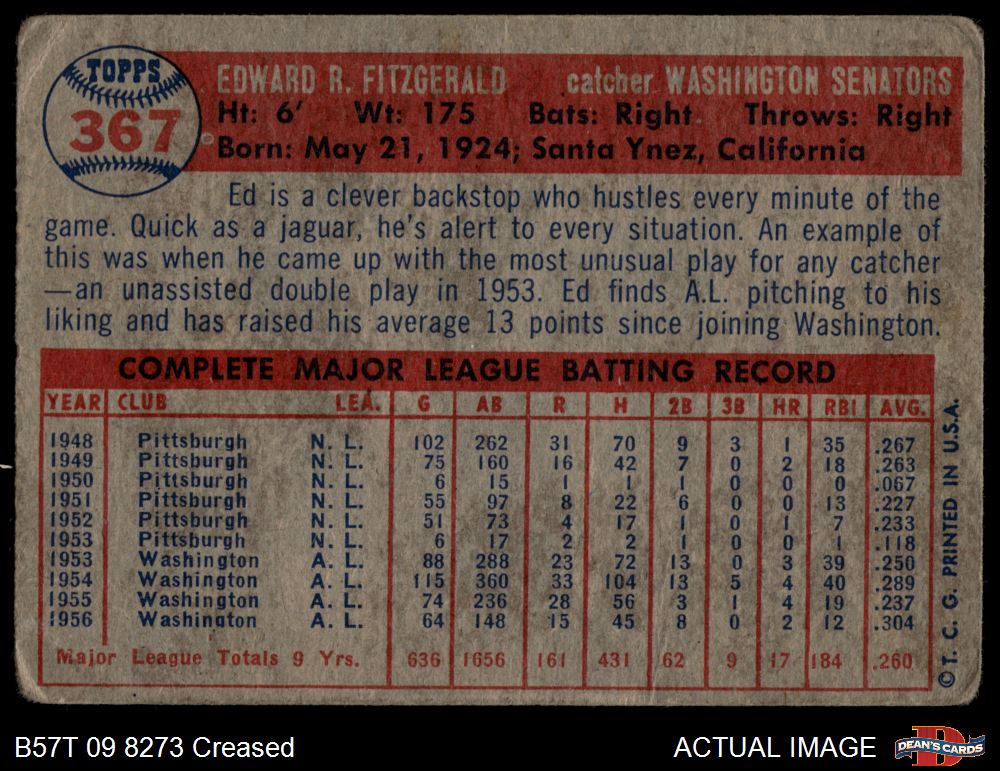 TOPPS
367
EDWARD R. FITZGERALD catcher WASHINGTON SENATORS
Ht: 6' Wt: 175 Bats: Right Throws: Right
Born: May 21, 1924; Santa Ynez, California
Ed is a clever backstop who hustles every minute of the
game. Quick as a jaguar, he's alert to every situation. An example of
this was when he came up with the most unusual play for any catcher
—an unassisted double play in 1953. Ed finds A.L. pitching to his
liking and has raised his average 13 points since joining Washington.
COMPLETE MAJOR LEAGUE BATTING RECORD
YEAR CLUB LEA. G AB R H 2B 3B HR RBI AVG.
1948 Pittsburgh N. L. 102 262 31 70 9 3 1 35 .267
1949 Pittsburgh N. L. 75 160 16 42 7 0 2 18 .263
1950 Pittsburgh N. L. 6 15 1 1 1 0 0 0 .067
1951 Pittsburgh N. L. 55 97 8 22 6 0 0 13 .227
1952 Pittsburgh N. L. 51 73 4 17 1 0 1 7 .233
1953 Pittsburgh N. L. 6 17 2 2 1 0 0 1 .118
1953 Washington A. L. 88 288 23 72 13 0 3 39 .250
1954 Washington A. L. 115 360 33 104 13 5 4 40 .289
1955 Washington A. L. 74 236 28 56 3 1 4 19 .237
1956 Washington A. L. 64 148 15 45 8 0 2 12 .304
Major League Totals 9 Yrs. 636 1656 161 431 62 9 17 184 .260
©T. C. G. PRINTED IN U.S.A.
B57T 09 8273 Creased ACTUAL IMAGE
DEAN'S CARDS